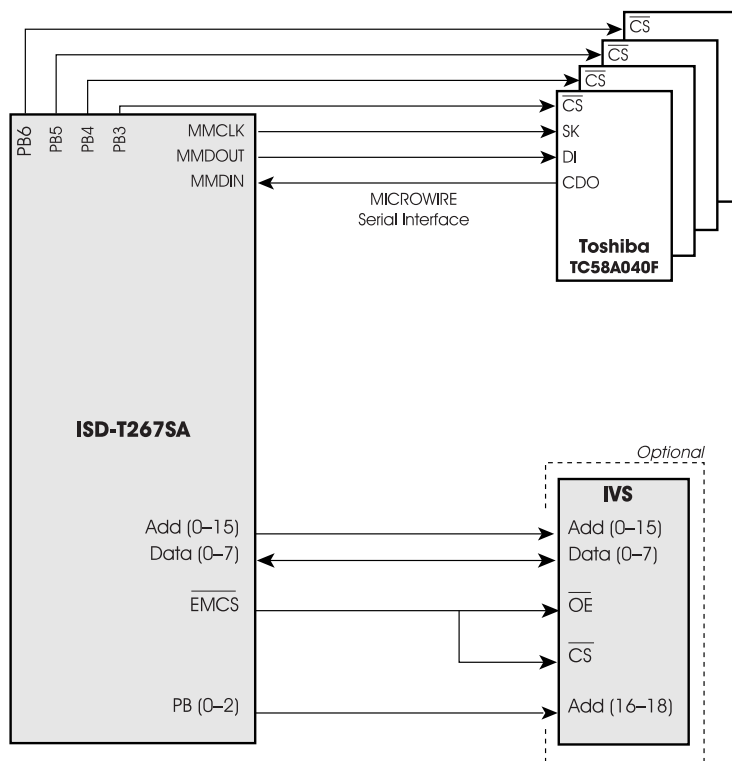 CS
CS
CS
CS
PB6
PB5
PB4
PB3
MMCLK
SK
MMDOUT
DI
MMDIN
CDO
MICROWIRE
Serial Interface
Toshiba
TC58A040F
ISD-T267SA
Optional
IVS
Add (0–15)
Add (0–15)
Data (0–7)
Data (0–7)
EMCS
OE
CS
PB (0–2)
Add (16–18)